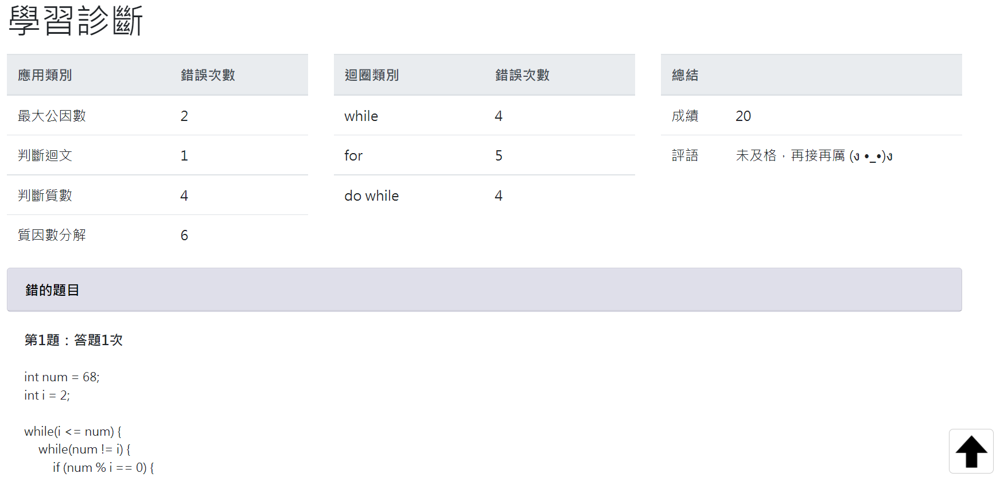 學習診斷
應用類別 錯誤次數
最大公因數 2
判斷迴文 1
判斷質數 4
質因數分解 6
迴圈類別 錯誤次數
while 4
for 5
do while 4
總結
成績 20
評語 未及格，再接再厲 (ง •_•)ง
錯的題目
第1題：答題1次
int num = 68;
int i = 2;
while(i <= num) {
while(num != i) {
if (num % i == 0) {